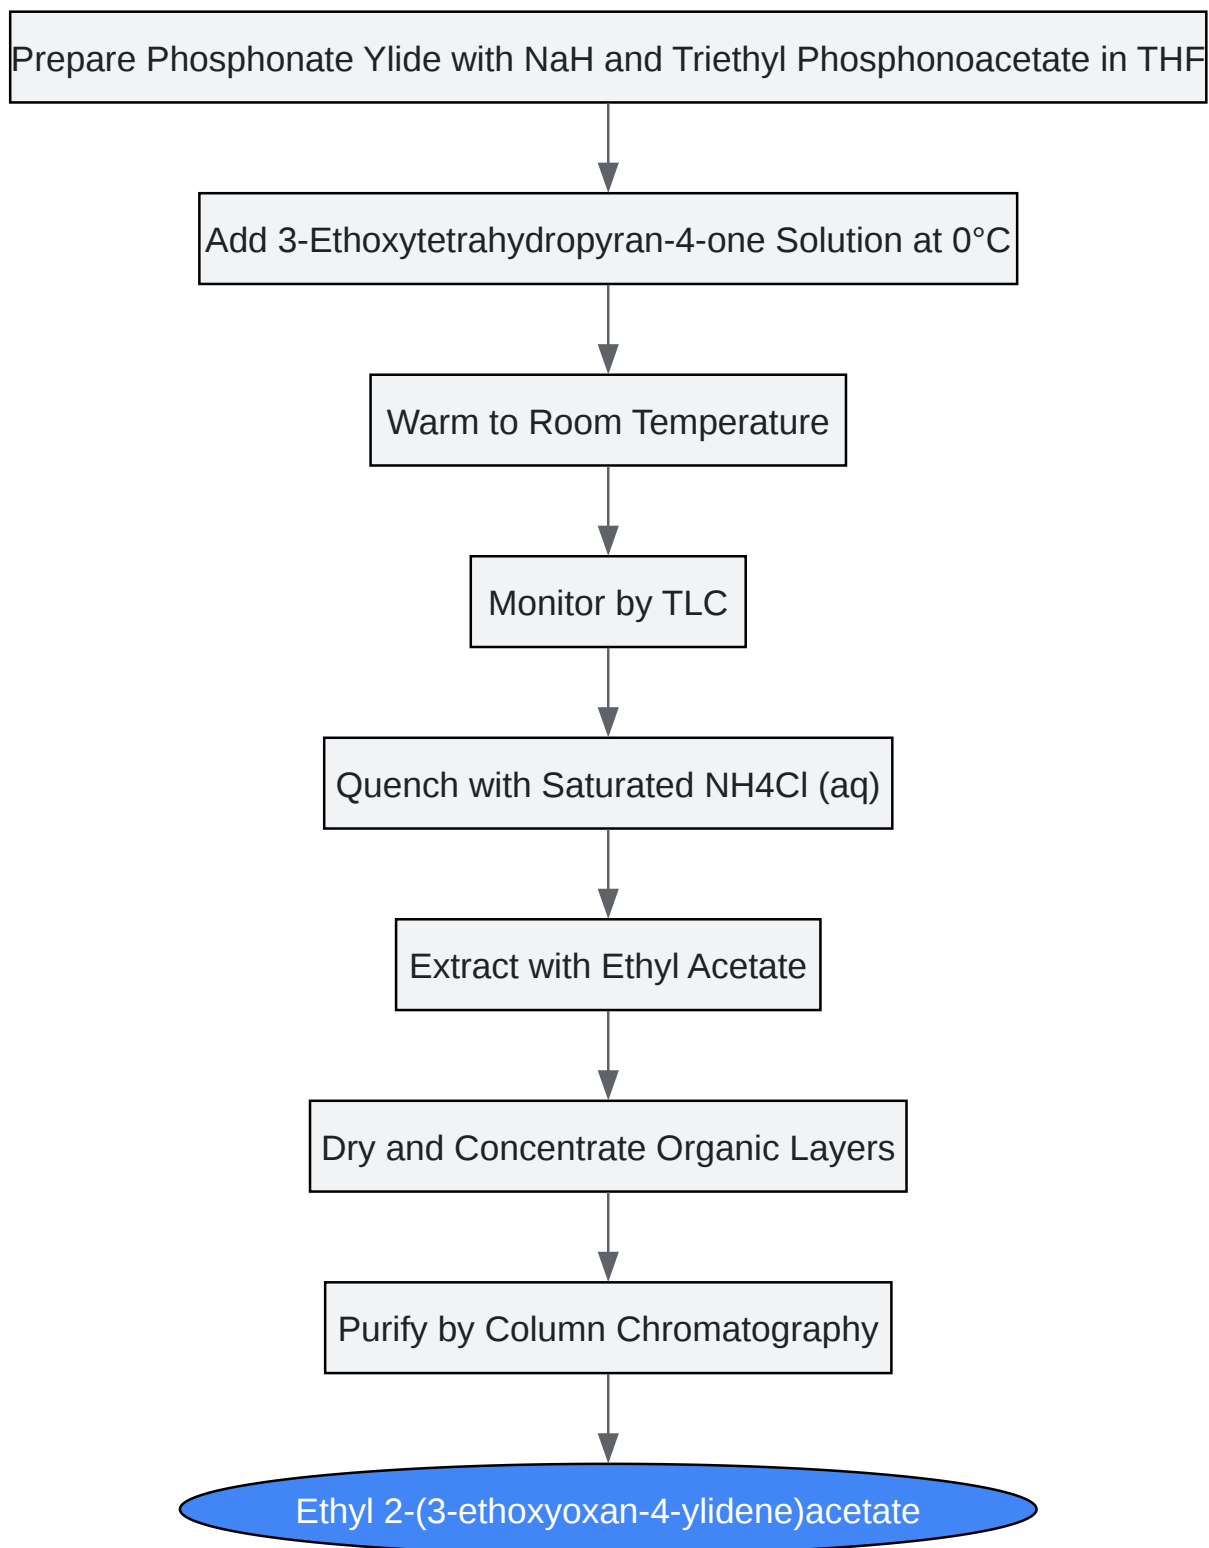 Prepare Phosphonate Ylide with NaH and Triethyl Phosphonoacetate in THF
Add 3-Ethoxytetrahydropyran-4-one Solution at 0°C
Warm to Room Temperature
Monitor by TLC
Quench with Saturated NH4Cl (aq)
Extract with Ethyl Acetate
Dry and Concentrate Organic Layers
Purify by Column Chromatography
Ethyl 2-(3-ethoxyoxan-4-ylidene)acetate